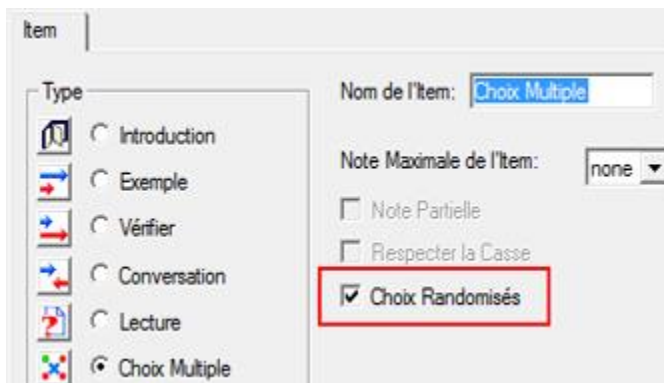 Item
Type
Introduction
Exemple
Vérifier
Conversation
Lecture
Choix Multiple
Nom de l'Item: Choix Multiple
Note Maximale de l'Item: none
Note Partielle
Respecter la Casse
Choix Randomisés